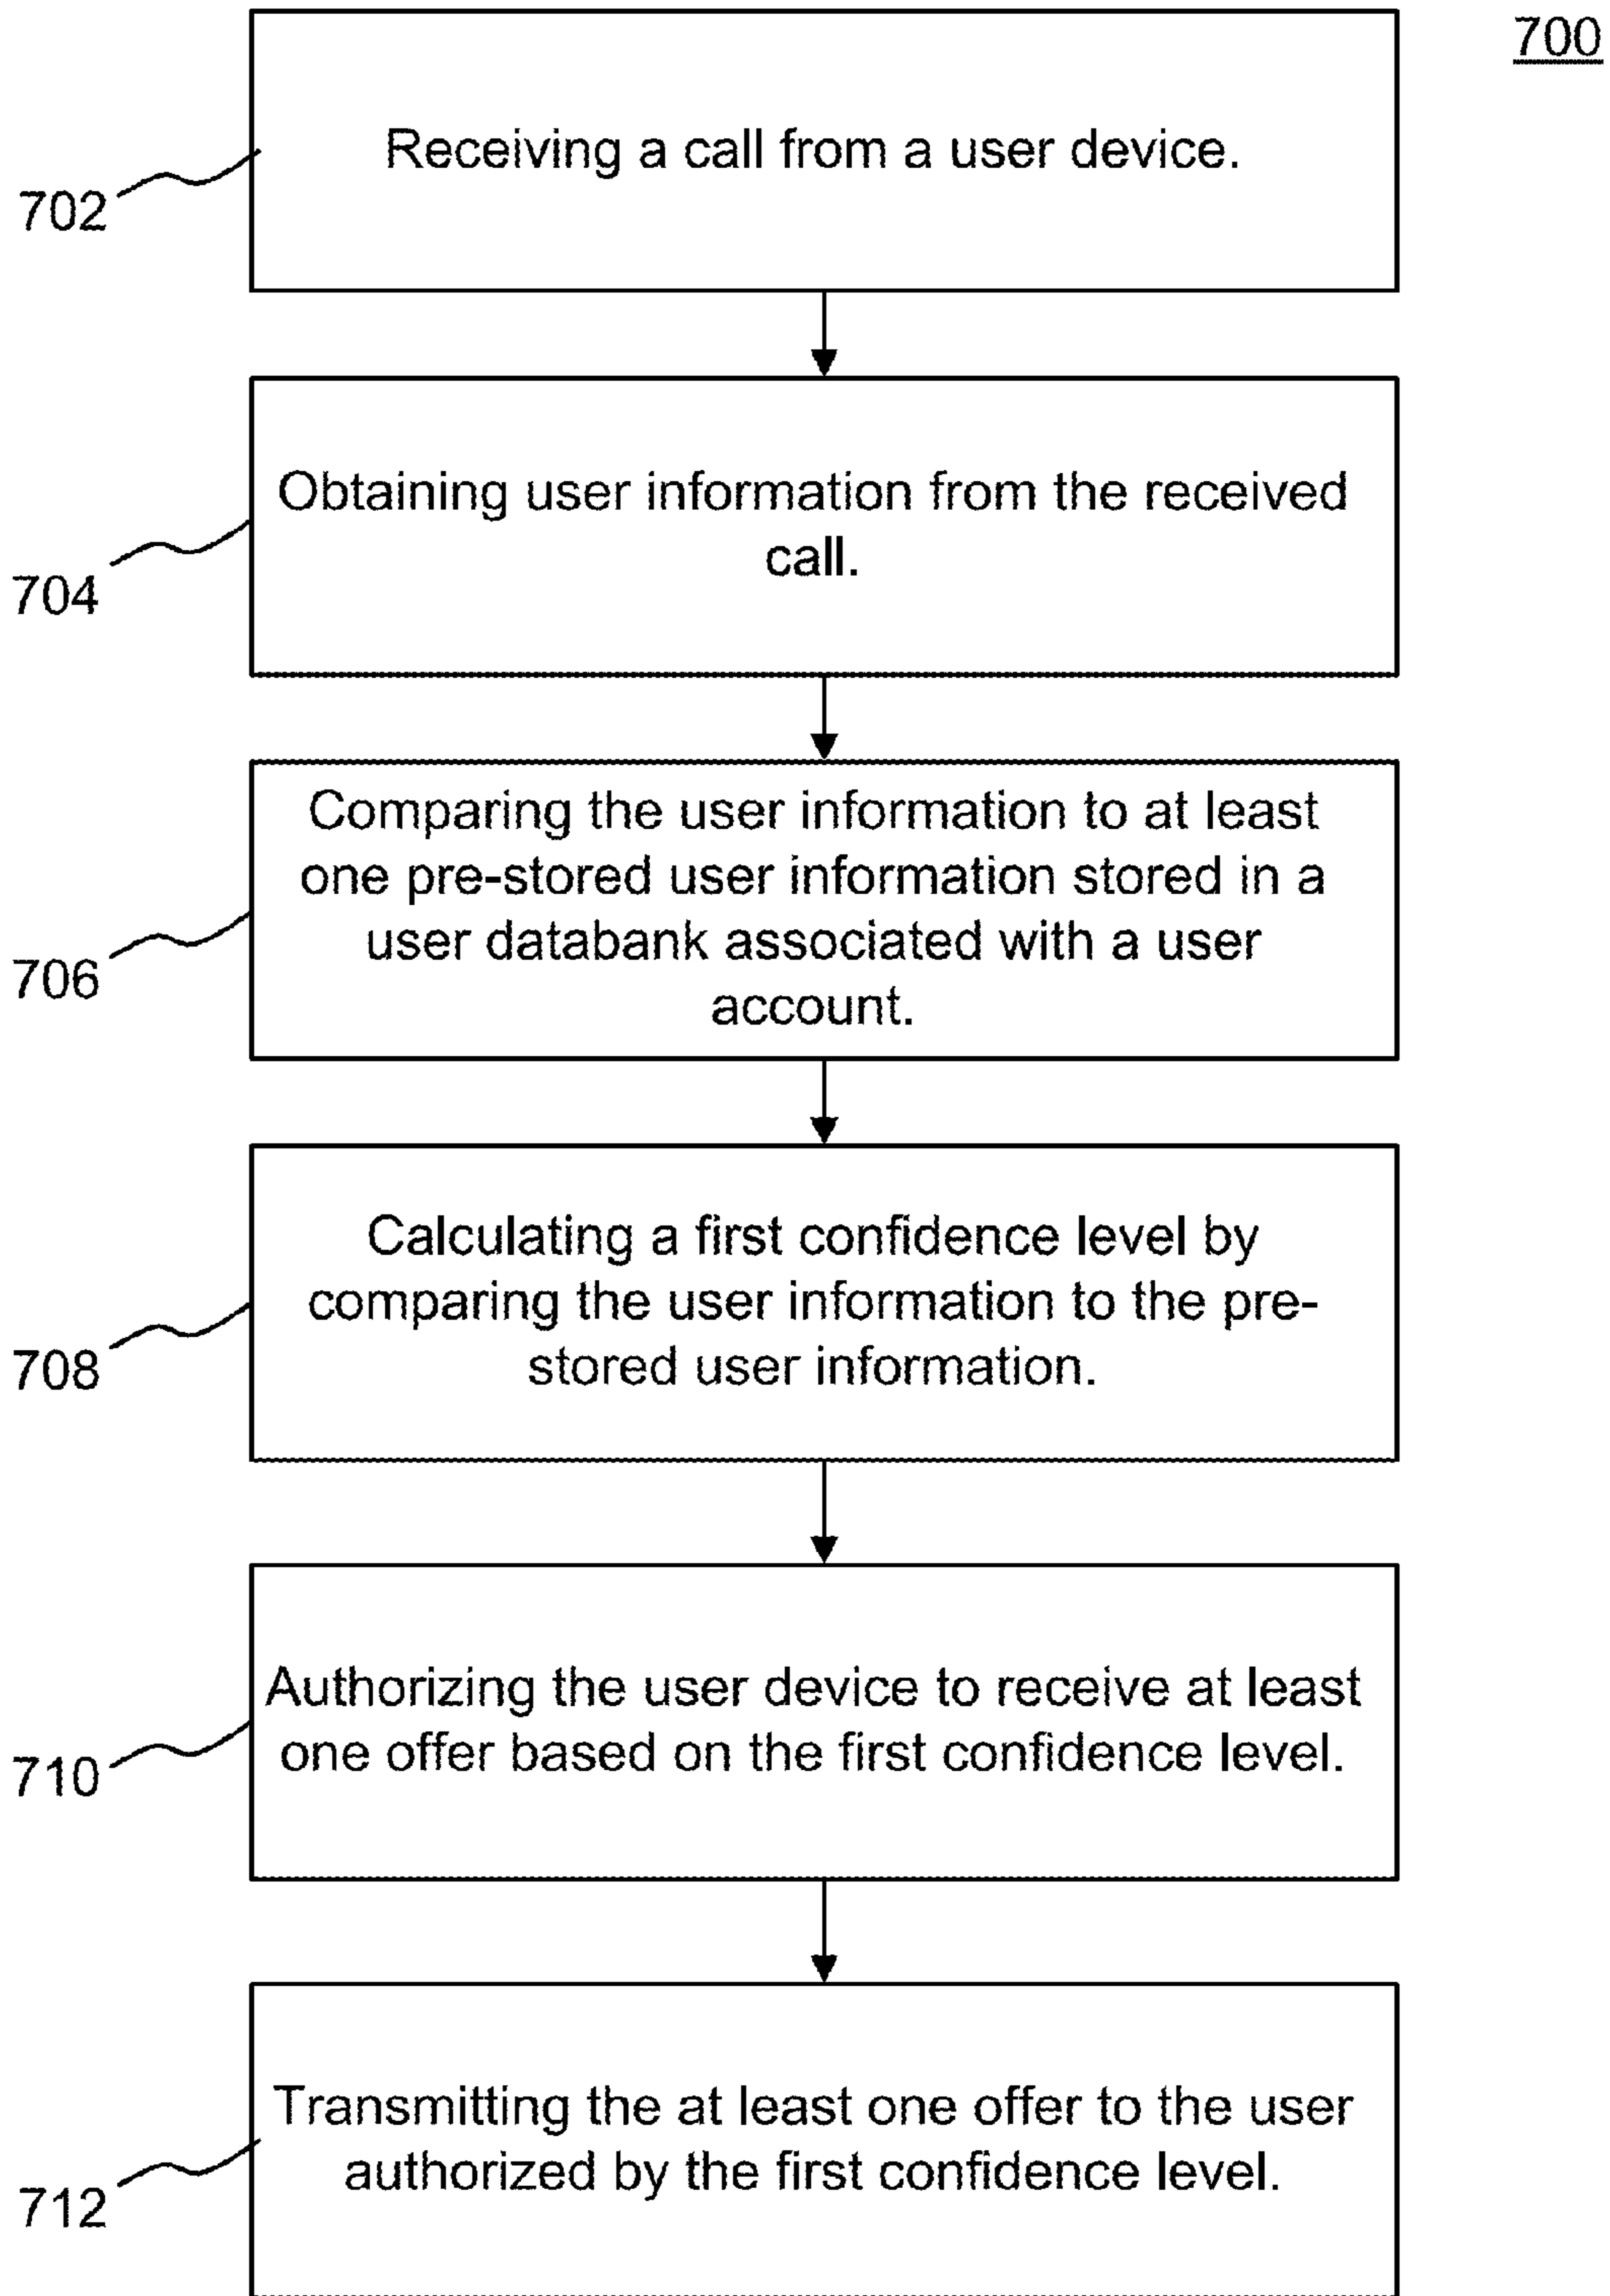 700
Receiving a call from a user device.
702
Obtaining user information from the received
call.
704
Comparing the user information to at least
one pre-stored user information stored in a
user databank associated with a user
account.
706
Calculating a first confidence level by
comparing the user information to the pre-
stored user information.
708
Authorizing the user device to receive at least
one offer based on the first confidence level.
710
Transmitting the at least one offer to the user
authorized by the first confidence level.
712